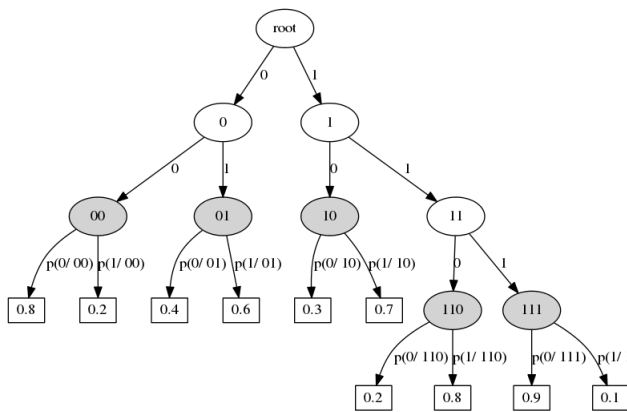 root
0 1
0 1
0 1 0 1
00 01 10 11
p(0/ 00) p(1/ 00) p(0/ 01) p(1/ 01) p(0/ 10) p(1/ 10) 0 1
0.8 0.2 0.4 0.6 0.3 0.7 110 111
p(0/ 110) p(1/ 110) p(0/ 111) p(1/
0.2 0.8 0.9 0.1